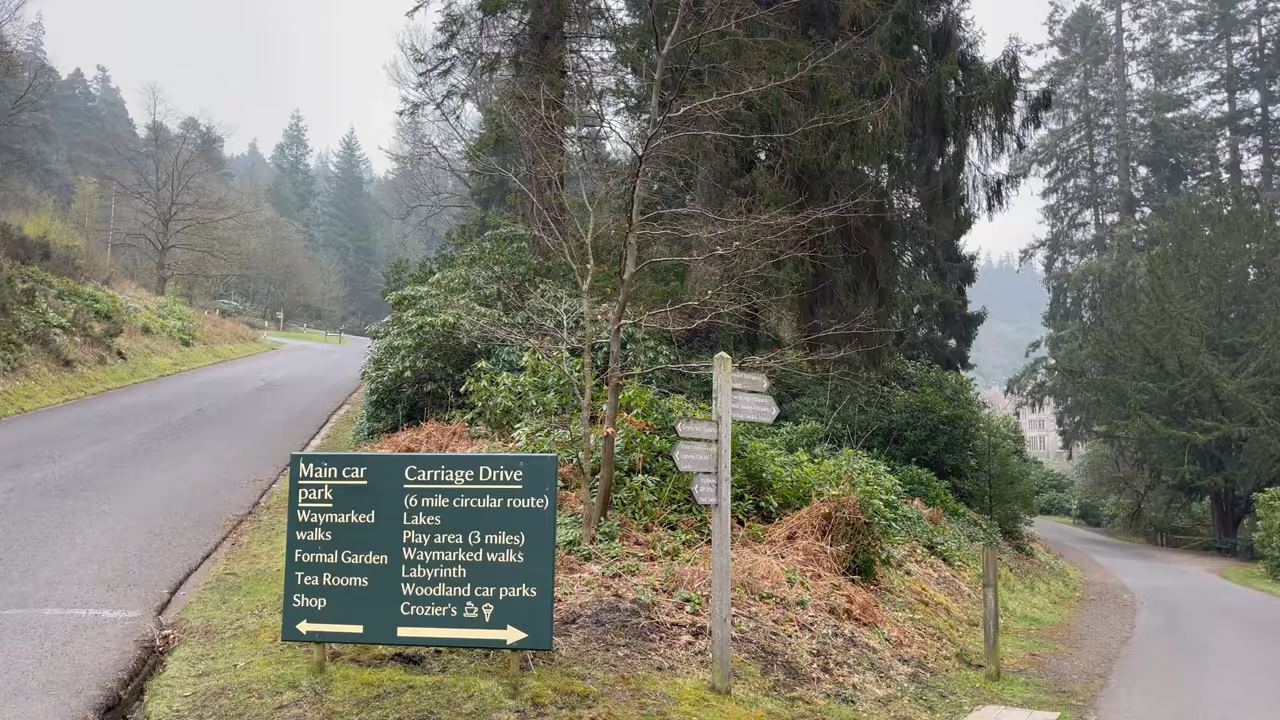 Main car
park
Waymarked
walks
Formal Garden
Tea Rooms
Shop
Carriage Drive
(6 mile circular route)
Lakes
Play area (3 miles)
Waymarked walks
Labyrinth
Woodland car parks
Crozier's